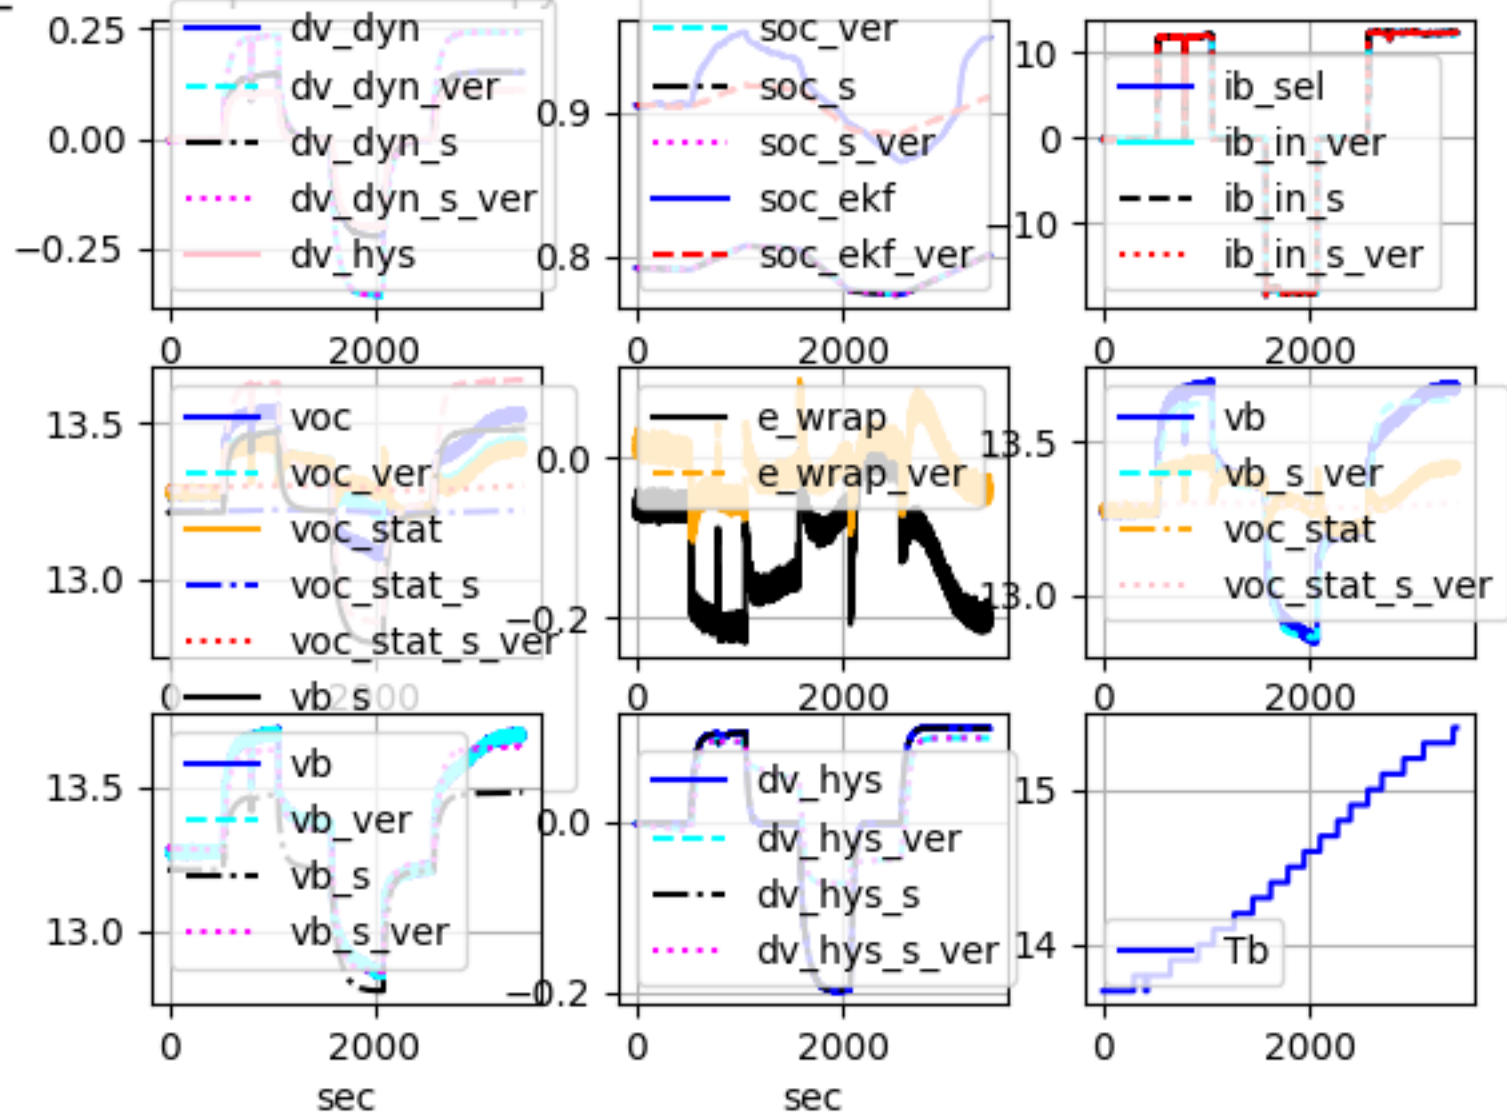 0.25
0.00
−0.25
dv_dyn
dv_dyn_ver
dv_dyn_s
dv_dyn_s_ver
dv_hys
0
2000
0.9
0.8
soc_ver
soc_s
soc_s_ver
soc_ekf
soc_ekf_ver
0
2000
10
0
10
ib_sel
ib_in_ver
ib_in_s
ib_in_s_ver
0
2000
13.5
13.0
voc
voc_ver
voc_stat
voc_stat_s
voc_stat_s_ver
vb_s
0
2000
0.0
−0.2
e_wrap
e_wrap_ver
0
2000
13.5
13.0
vb
vb_s_ver
voc_stat
voc_stat_s_ver
0
2000
13.5
13.0
vb
vb_ver
vb_s
vb_s_ver
0
2000
sec
0.0
−0.2
dv_hys
dv_hys_ver
dv_hys_s
dv_hys_s_ver
0
2000
sec
15
14
Tb
0
2000